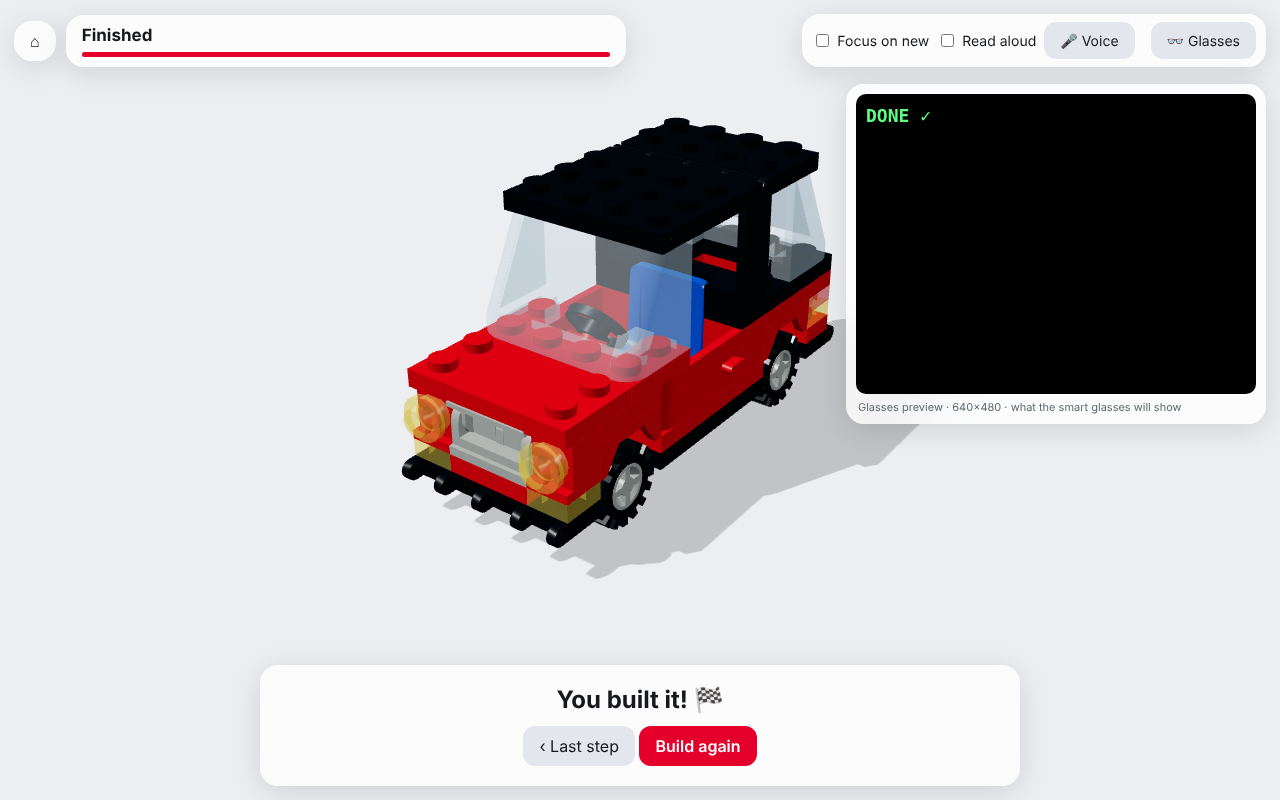 Finished
Focus on new
Read aloud
🎤 Voice
👓 Glasses
DONE ✓
Glasses preview · 640×480 · what the smart glasses will show
You built it! 🏁
‹ Last step
Build again